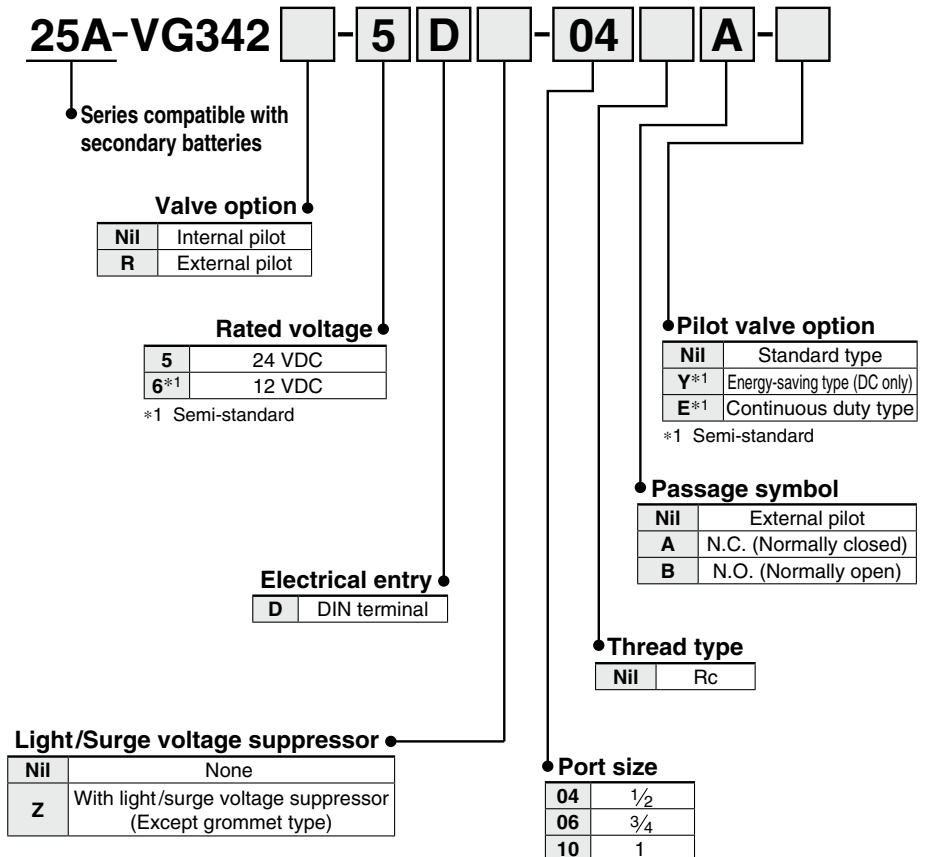 25A-VG342 - 5 D - 04 A -
Series compatible with
secondary batteries
Valve option
Nil Internal pilot
R External pilot
Rated voltage
5 24 VDC
6*1 12 VDC
*1 Semi-standard
Pilot valve option
Nil Standard type
Y*1 Energy-saving type (DC only)
E*1 Continuous duty type
*1 Semi-standard
Passage symbol
Nil External pilot
A N.C. (Normally closed)
B N.O. (Normally open)
Electrical entry
D DIN terminal
Thread type
Nil Rc
Light/Surge voltage suppressor
Nil None
Z With light/surge voltage suppressor
(Except grommet type)
Port size
04 1/2
06 3/4
10 1